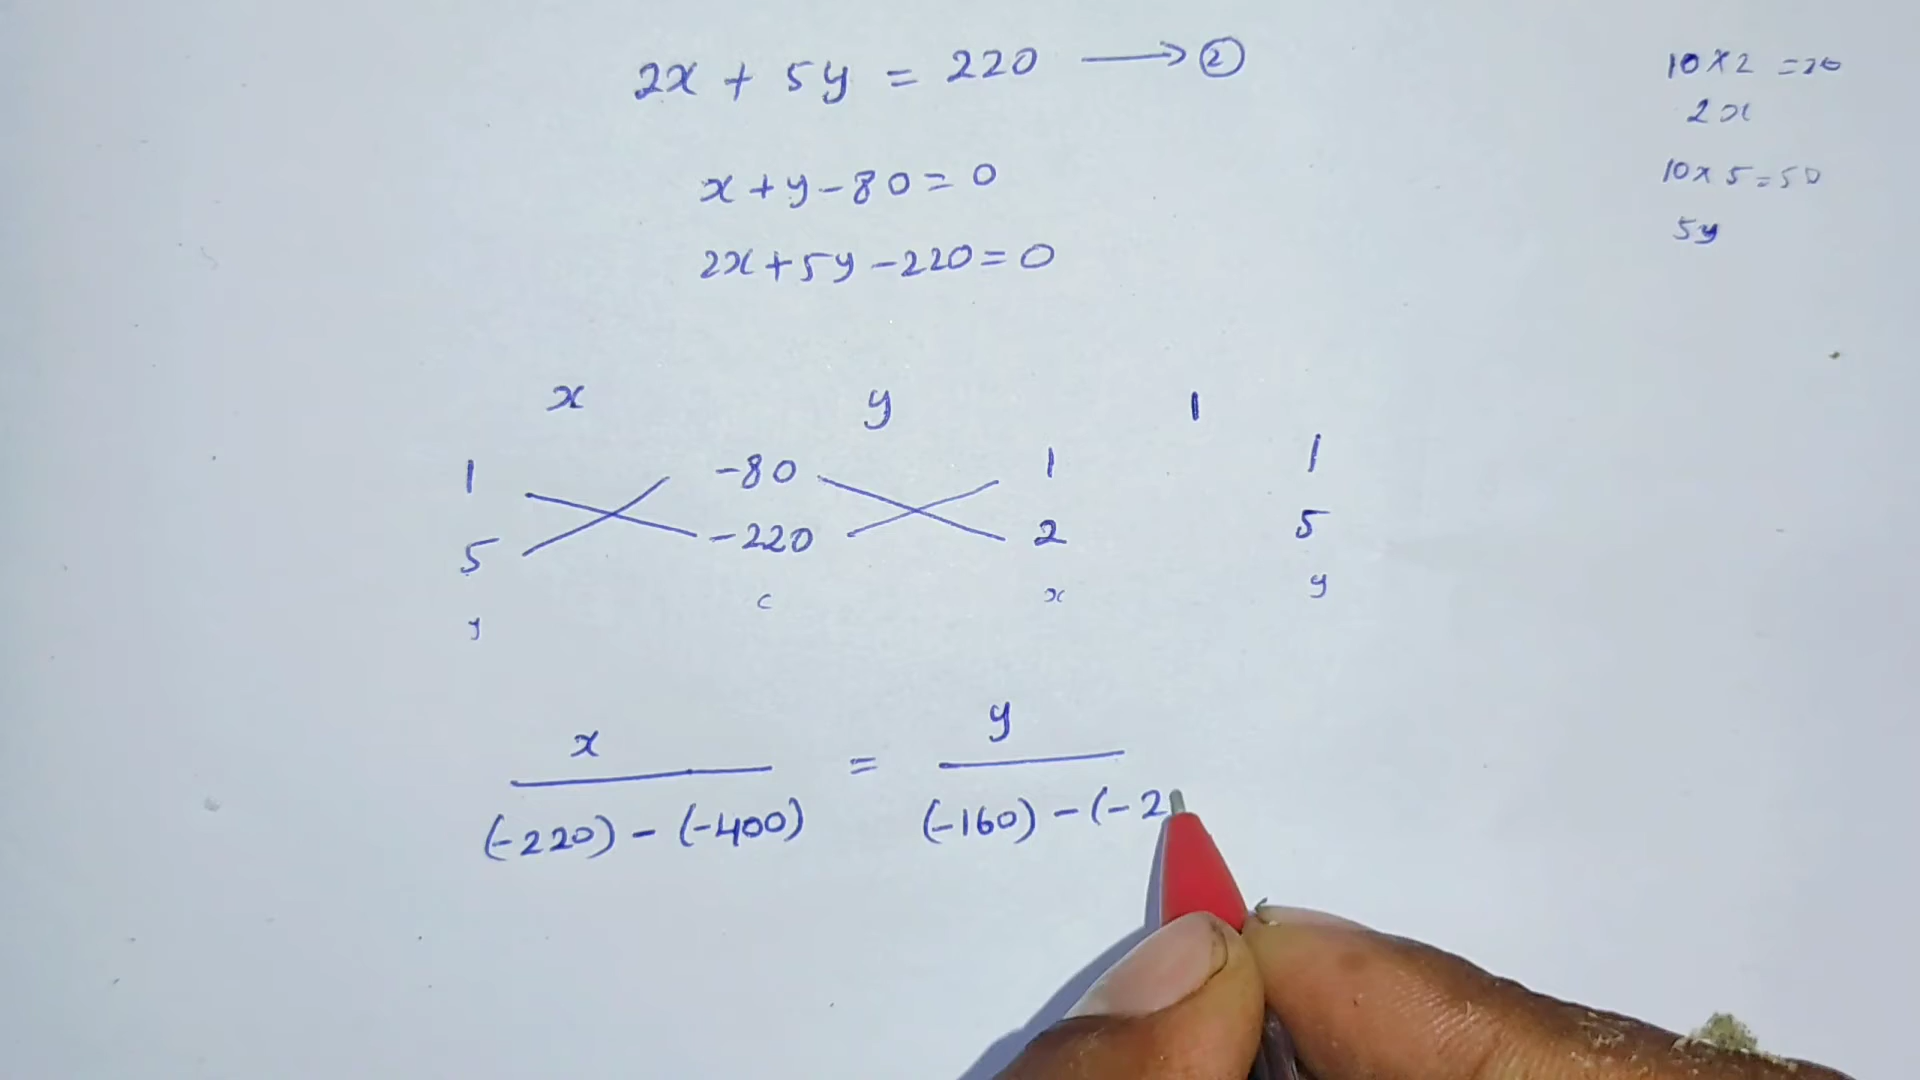 2x + 5y = 220 ⟶ ②
x + y - 80 = 0
2x + 5y - 220 = 0
x y 1
1 -80 1 1
5 -220 2 5
y c x y
x = y
(-220) - (-400) (-160) - (-2
10 x 2 = 20
2x
10 x 5 = 50
5y